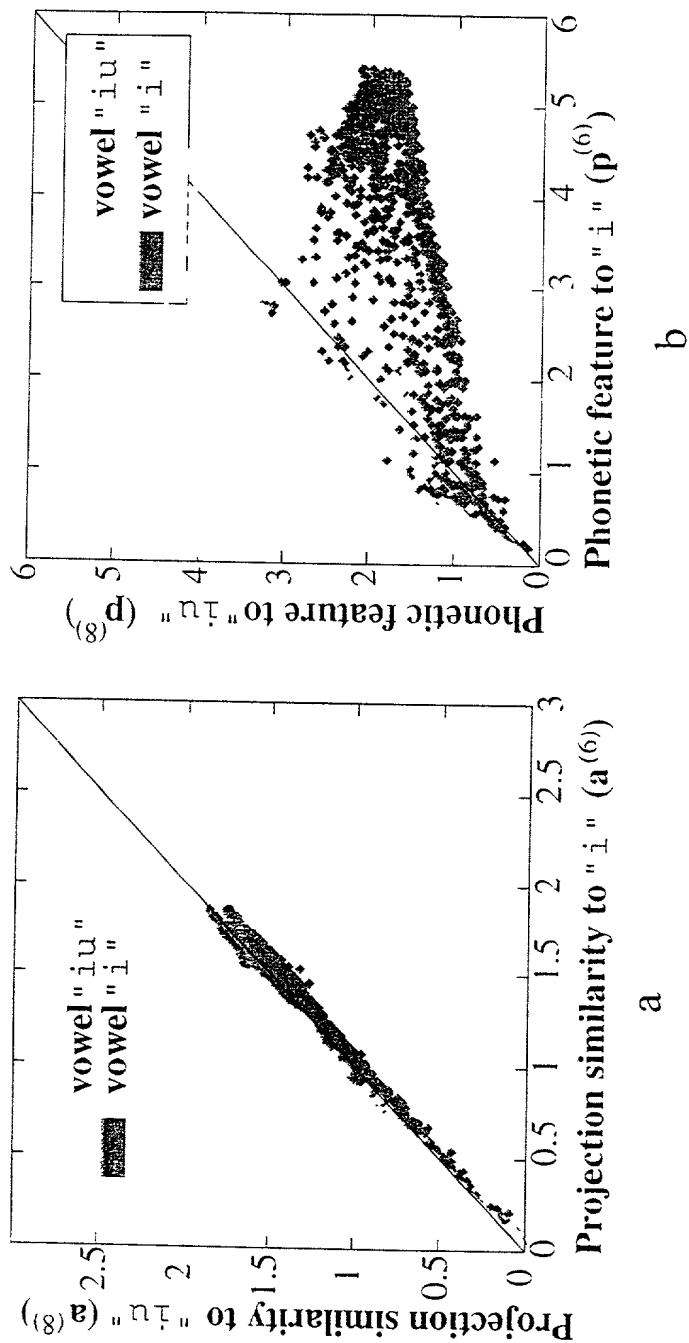 vowel "iu"
vowel "i"
2.5
2
1.5
1
0.5
0
Projection similarity to "iu" (a(8))
0
0.5
1
1.5
2
2.5
3
Projection similarity to "i" (a(6))
a
vowel "iu"
vowel "i"
6
5
4
3
2
1
0
Phonetic feature to "iu" (p(8))
0
1
2
3
4
5
6
Phonetic feature to "i" (p(6))
b